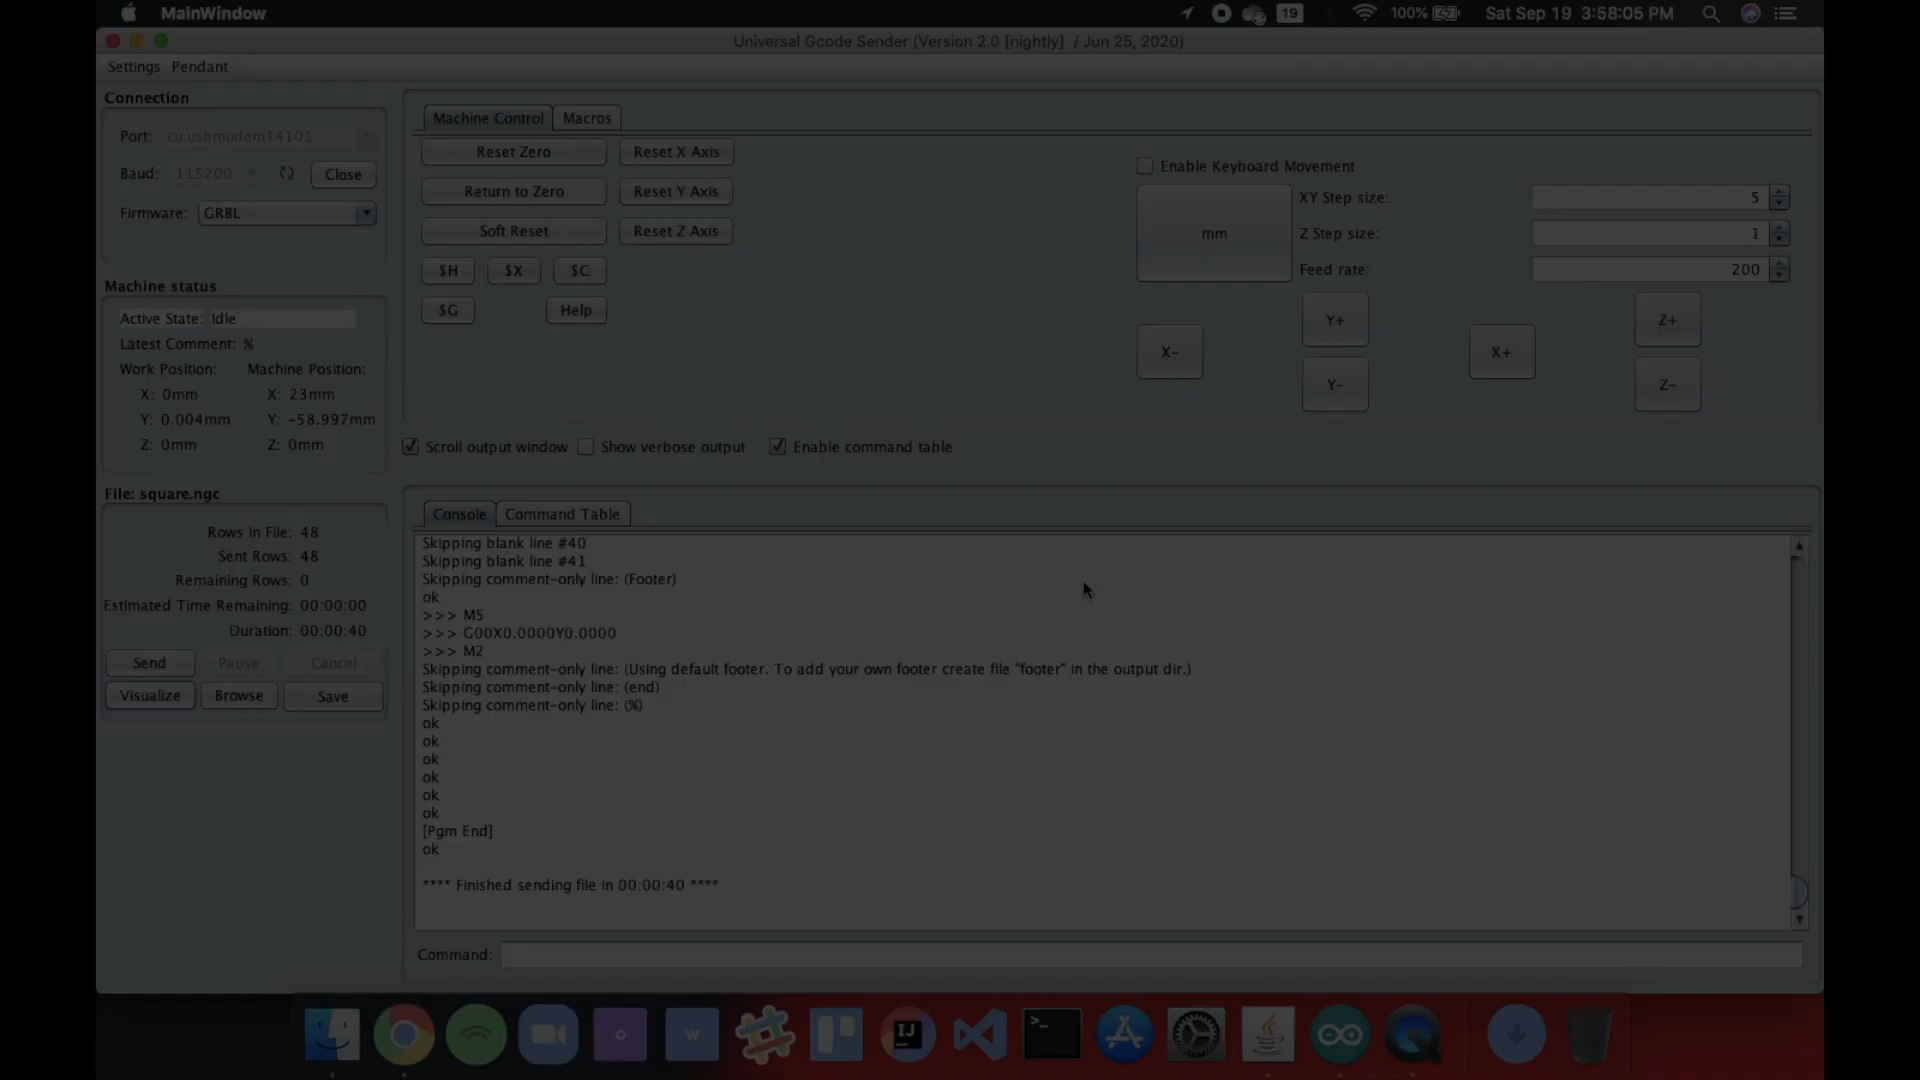 MainWindow
19
100%
Sat Sep 19 3:58:05 PM
Universal Gcode Sender (Version 2.0 [nightly] / Jun 25, 2020)
Settings Pendant
Connection
Port: cu.usbmodem14101
Baud: 115200 Close
Firmware: GRBL
Machine status
Active State: Idle
Latest Comment: %
Work Position: Machine Position:
X: 0mm X: 23mm
Y: 0.004mm Y: -58.997mm
Z: 0mm Z: 0mm
File: square.ngc
Rows In File: 48
Sent Rows: 48
Remaining Rows: 0
Estimated Time Remaining: 00:00:00
Duration: 00:00:40
Send Pause Cancel
Visualize Browse Save
Machine Control Macros
Reset Zero Reset X Axis
Return to Zero Reset Y Axis
Soft Reset Reset Z Axis
$H $X $C
$G Help
Enable Keyboard Movement
mm
XY Step size: 5
Z Step size: 1
Feed rate: 200
Y+ Z+
X- X+
Y- Z-
Scroll output window Show verbose output Enable command table
Console Command Table
Skipping blank line #40
Skipping blank line #41
Skipping comment-only line: (Footer)
ok
>>> M5
>>> G00X0.0000Y0.0000
>>> M2
Skipping comment-only line: (Using default footer. To add your own footer create file "footer" in the output dir.)
Skipping comment-only line: (end)
Skipping comment-only line: (%)
ok
ok
ok
ok
ok
ok
[Pgm End]
ok
**** Finished sending file in 00:00:40 ****
Command:
O
W
IJ
>_